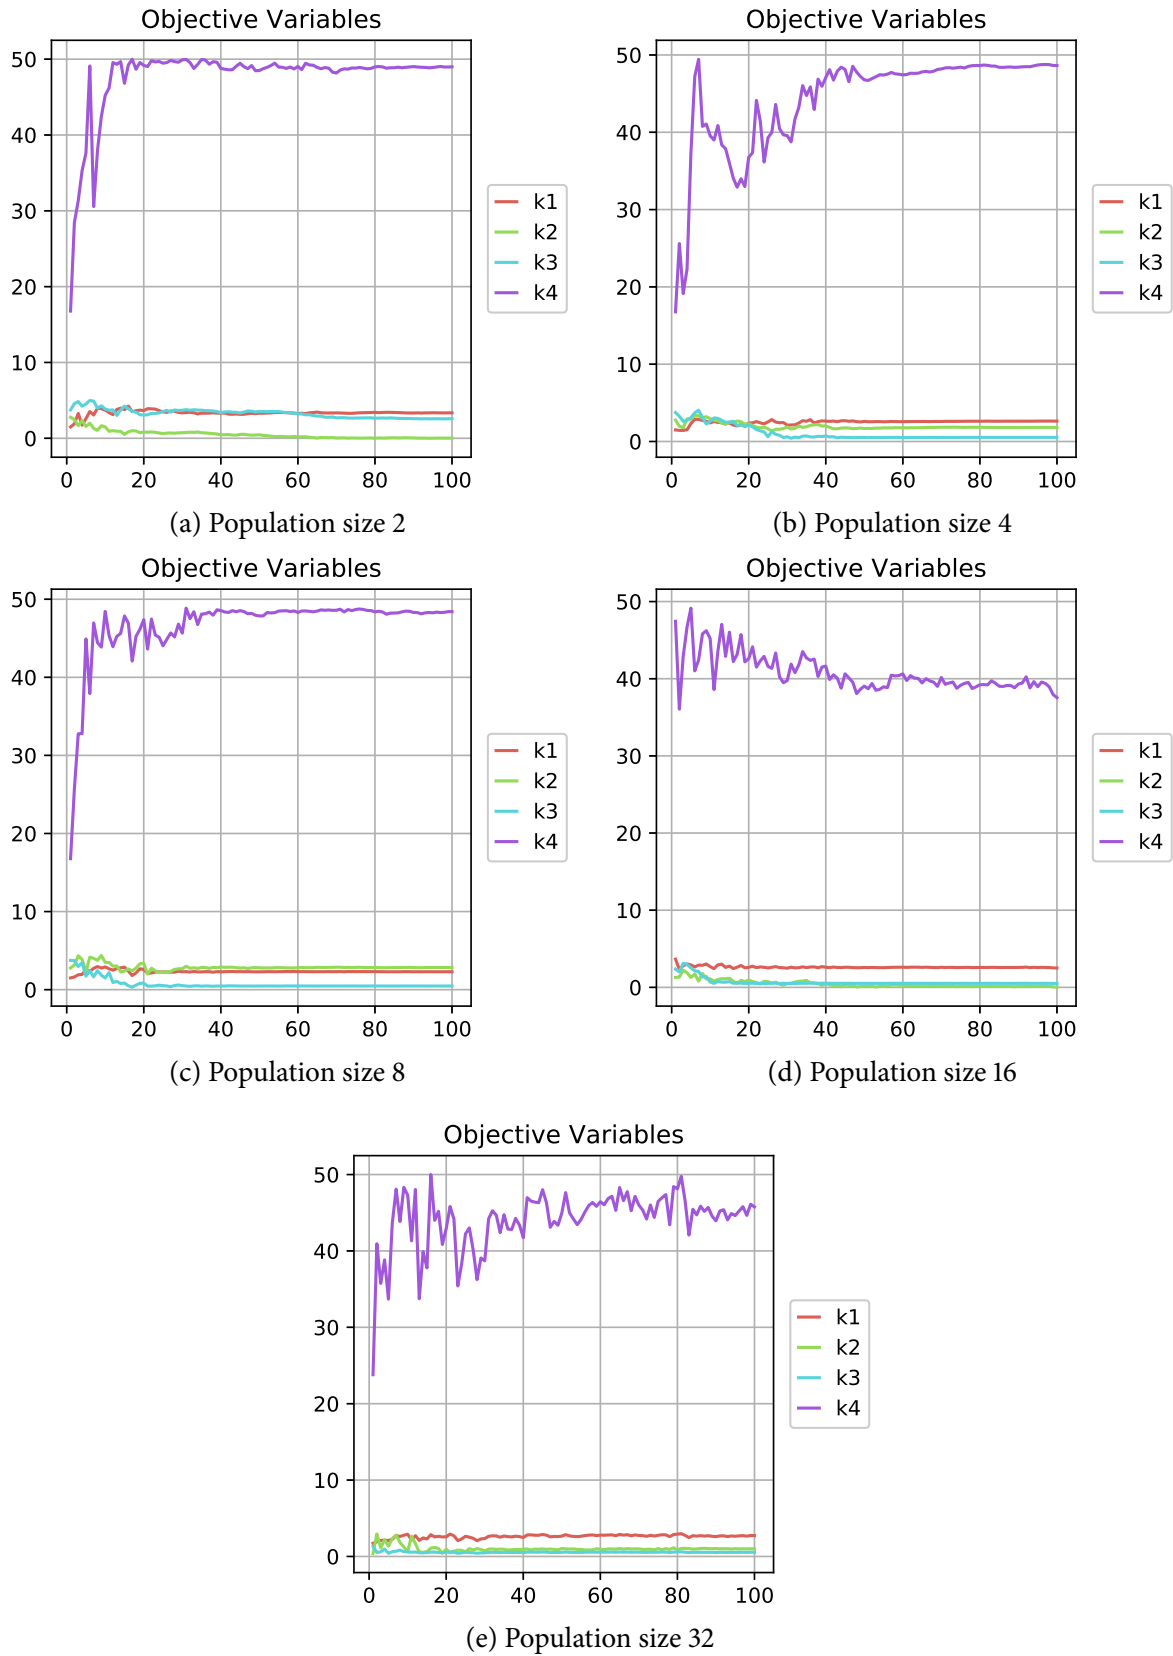 Objective Variables
50
40
30
20
10
0
0 20 40 60 80 100
k1
k2
k3
k4
(a) Population size 2
Objective Variables
50
40
30
20
10
0
0 20 40 60 80 100
k1
k2
k3
k4
(b) Population size 4
Objective Variables
50
40
30
20
10
0
0 20 40 60 80 100
k1
k2
k3
k4
(c) Population size 8
Objective Variables
50
40
30
20
10
0
0 20 40 60 80 100
k1
k2
k3
k4
(d) Population size 16
Objective Variables
50
40
30
20
10
0
0 20 40 60 80 100
k1
k2
k3
k4
(e) Population size 32